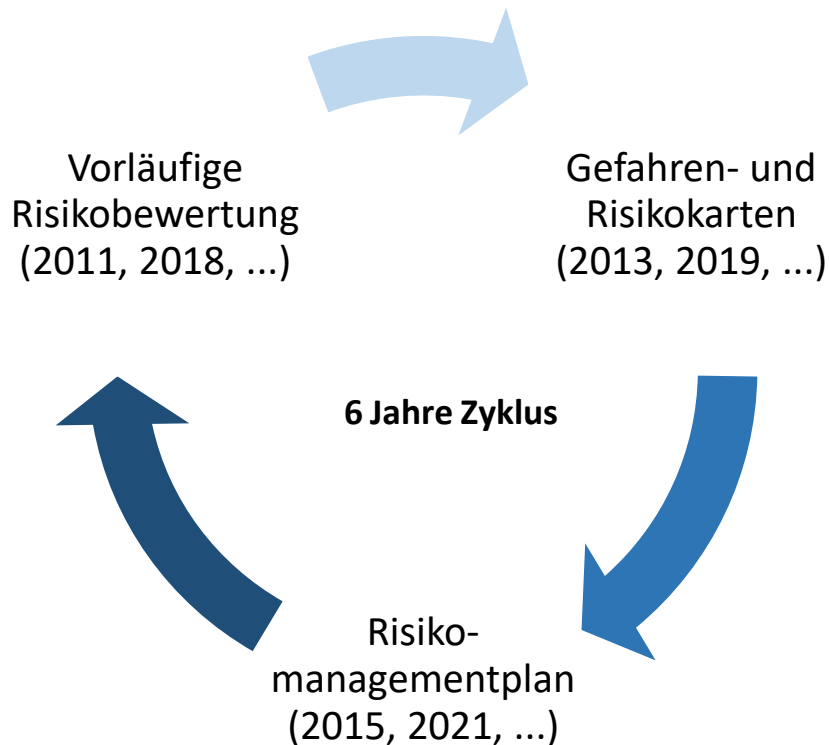 Vorläufige
Risikobewertung
(2011, 2018, ...)
Gefahren- und
Risikokarten
(2013, 2019, ...)
6 Jahre Zyklus
Risiko-
managementplan
(2015, 2021, ...)